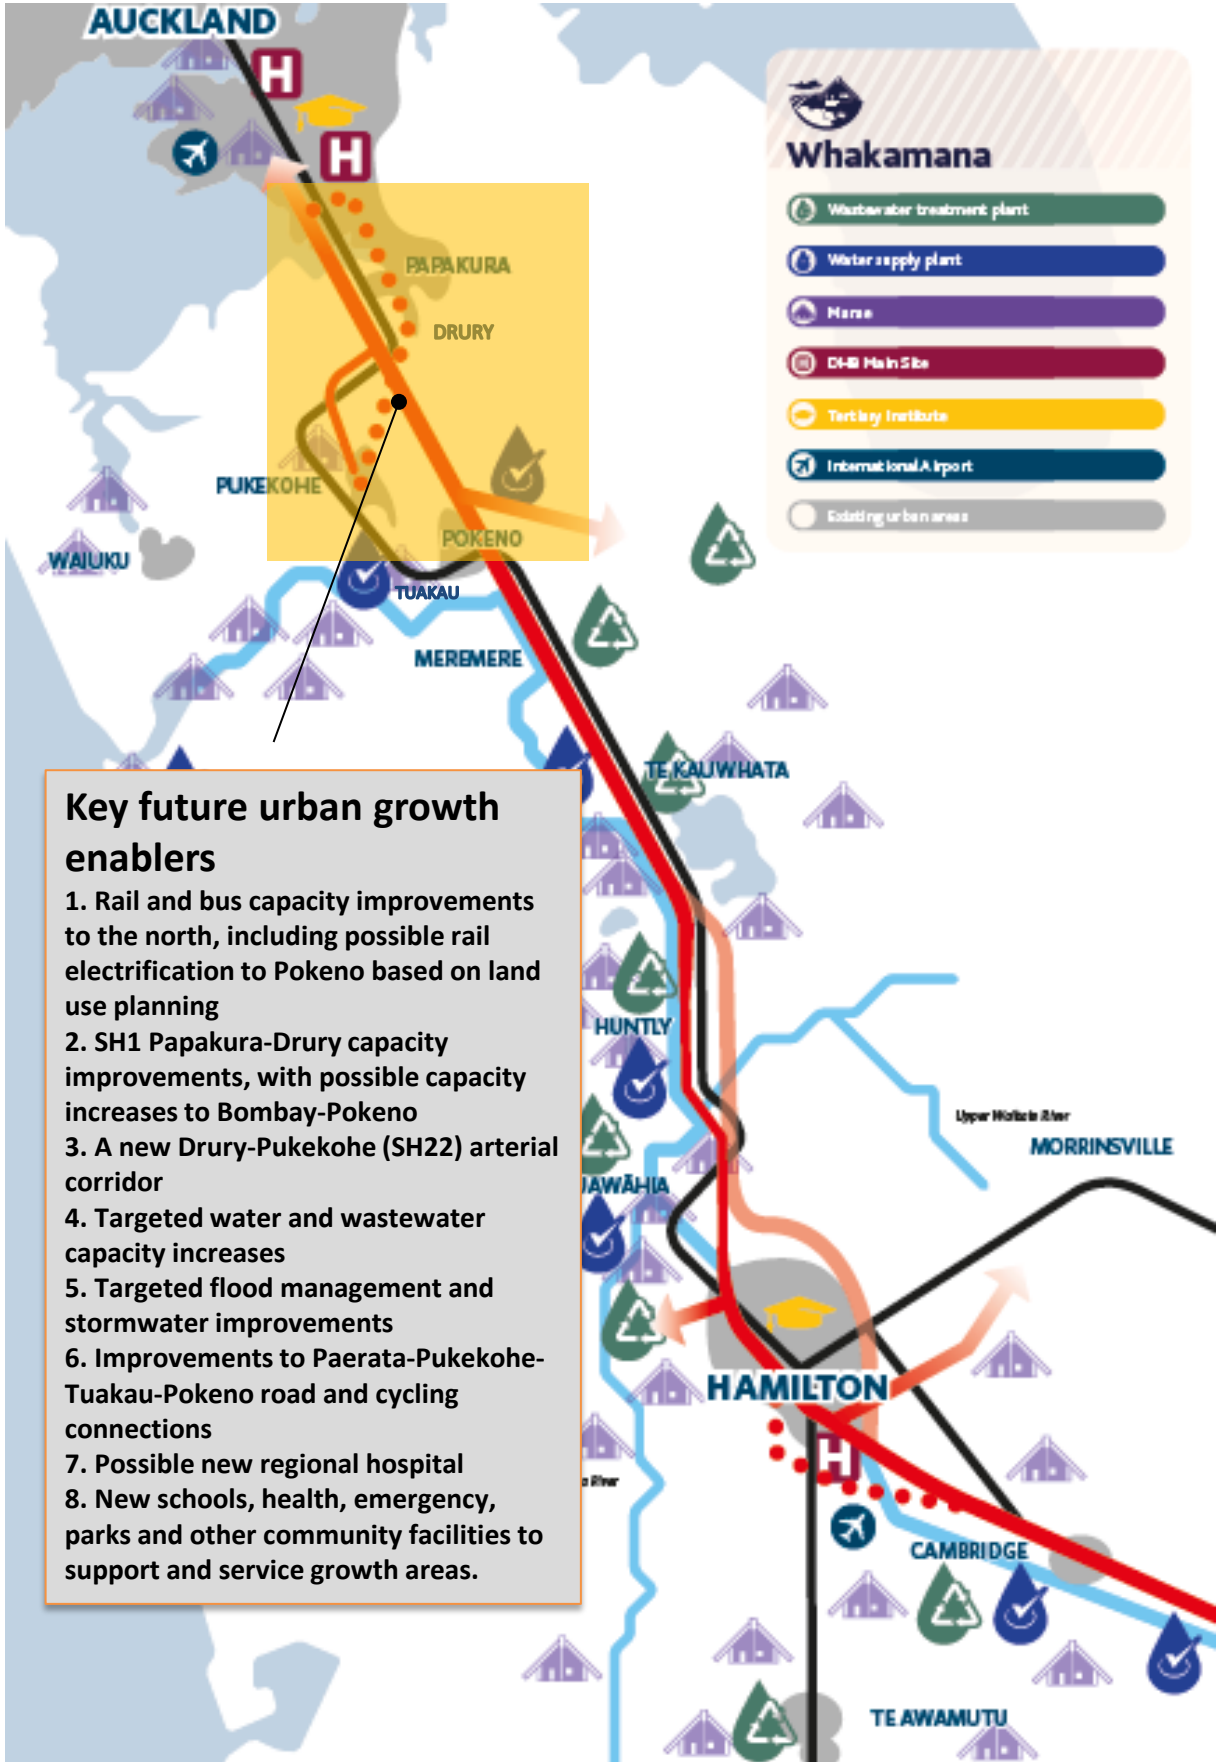 AUCKLAND
H
H
Whakamana
Wastewater treatment plant
Water supply plant
Marae
DHB Main Site
Tertiary Institute
International Airport
Existing urban areas
PAPAKURA
DRURY
PUKEKOHE
POKENO
WAIUKU
TUAKAU
MEREMERE
TE KAUWHATA
Key future urban growth
enablers
1. Rail and bus capacity improvements
to the north, including possible rail
electrification to Pokeno based on land
use planning
2. SH1 Papakura-Drury capacity
improvements, with possible capacity
increases to Bombay-Pokeno
3. A new Drury-Pukekohe (SH22) arterial
corridor
4. Targeted water and wastewater
capacity increases
5. Targeted flood management and
stormwater improvements
6. Improvements to Paerata-Pukekohe-
Tuakau-Pokeno road and cycling
connections
7. Possible new regional hospital
8. New schools, health, emergency,
parks and other community facilities to
support and service growth areas.
HUNTLY
Upper Waikato River
MORRINSVILLE
UAWĀHIA
HAMILTON
H
River
CAMBRIDGE
TE AWAMUTU